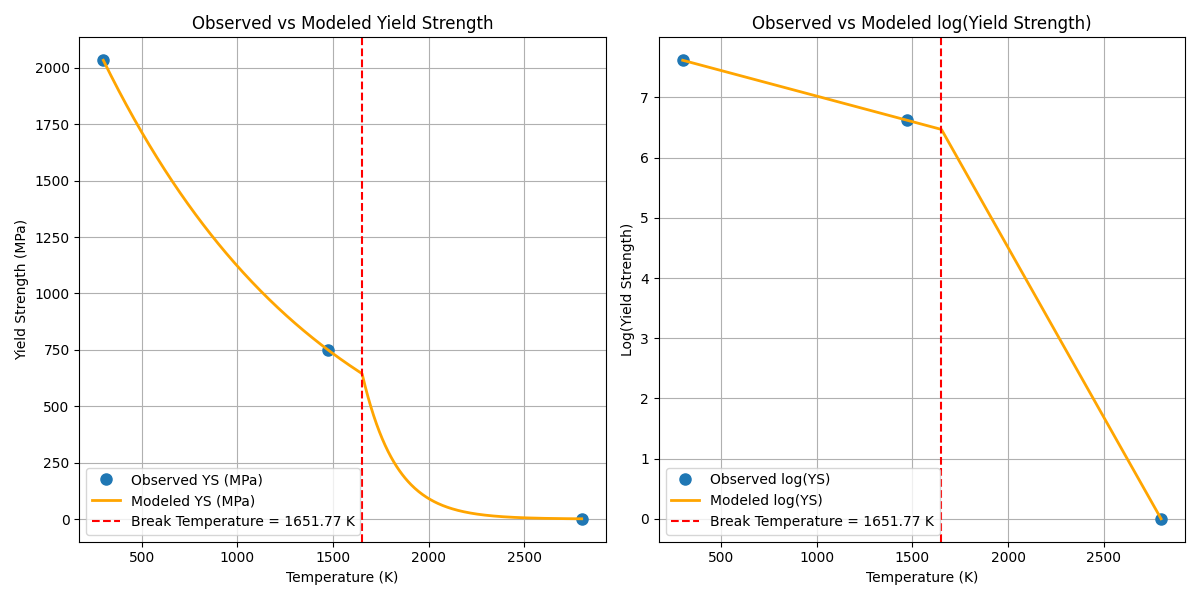 Observed vs Modeled Yield Strength
Yield Strength (MPa)
2000
1750
1500
1250
1000
750
500
250
0
Observed YS (MPa)
Modeled YS (MPa)
Break Temperature = 1651.77 K
500 1000 1500 2000 2500
Temperature (K)
Observed vs Modeled log(Yield Strength)
Log(Yield Strength)
7
6
5
4
3
2
1
0
Observed log(YS)
Modeled log(YS)
Break Temperature = 1651.77 K
500 1000 1500 2000 2500
Temperature (K)